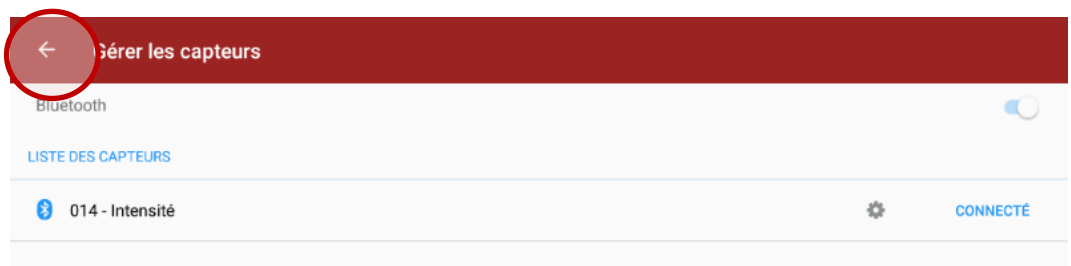 Gérer les capteurs
Bluetooth
LISTE DES CAPTEURS
014 - Intensité
CONNECTÉ